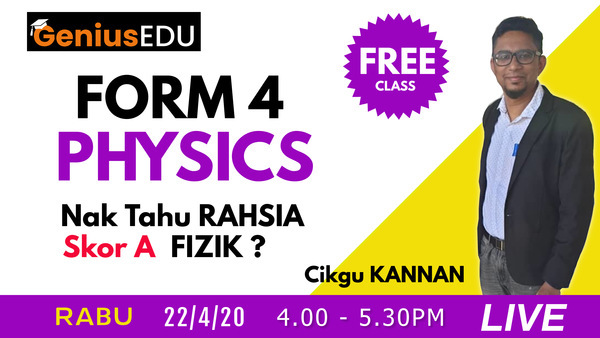 GeniusEDU
FREE
CLASS
FORM 4
PHYSICS
Nak Tahu RAHSIA
Skor A FIZIK ?
Cikgu KANNAN
RABU 22/4/20 4.00 - 5.30PM LIVE